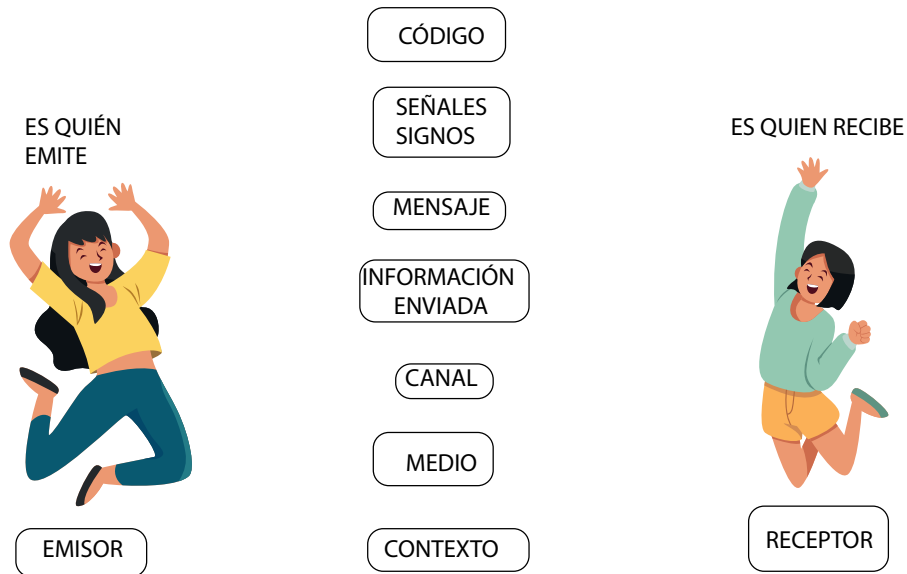 CÓDIGO
SEÑALES
SIGNOS
ES QUIÉN
EMITE
ES QUIEN RECIBE
MENSAJE
INFORMACIÓN
ENVIADA
CANAL
MEDIO
EMISOR
CONTEXTO
RECEPTOR